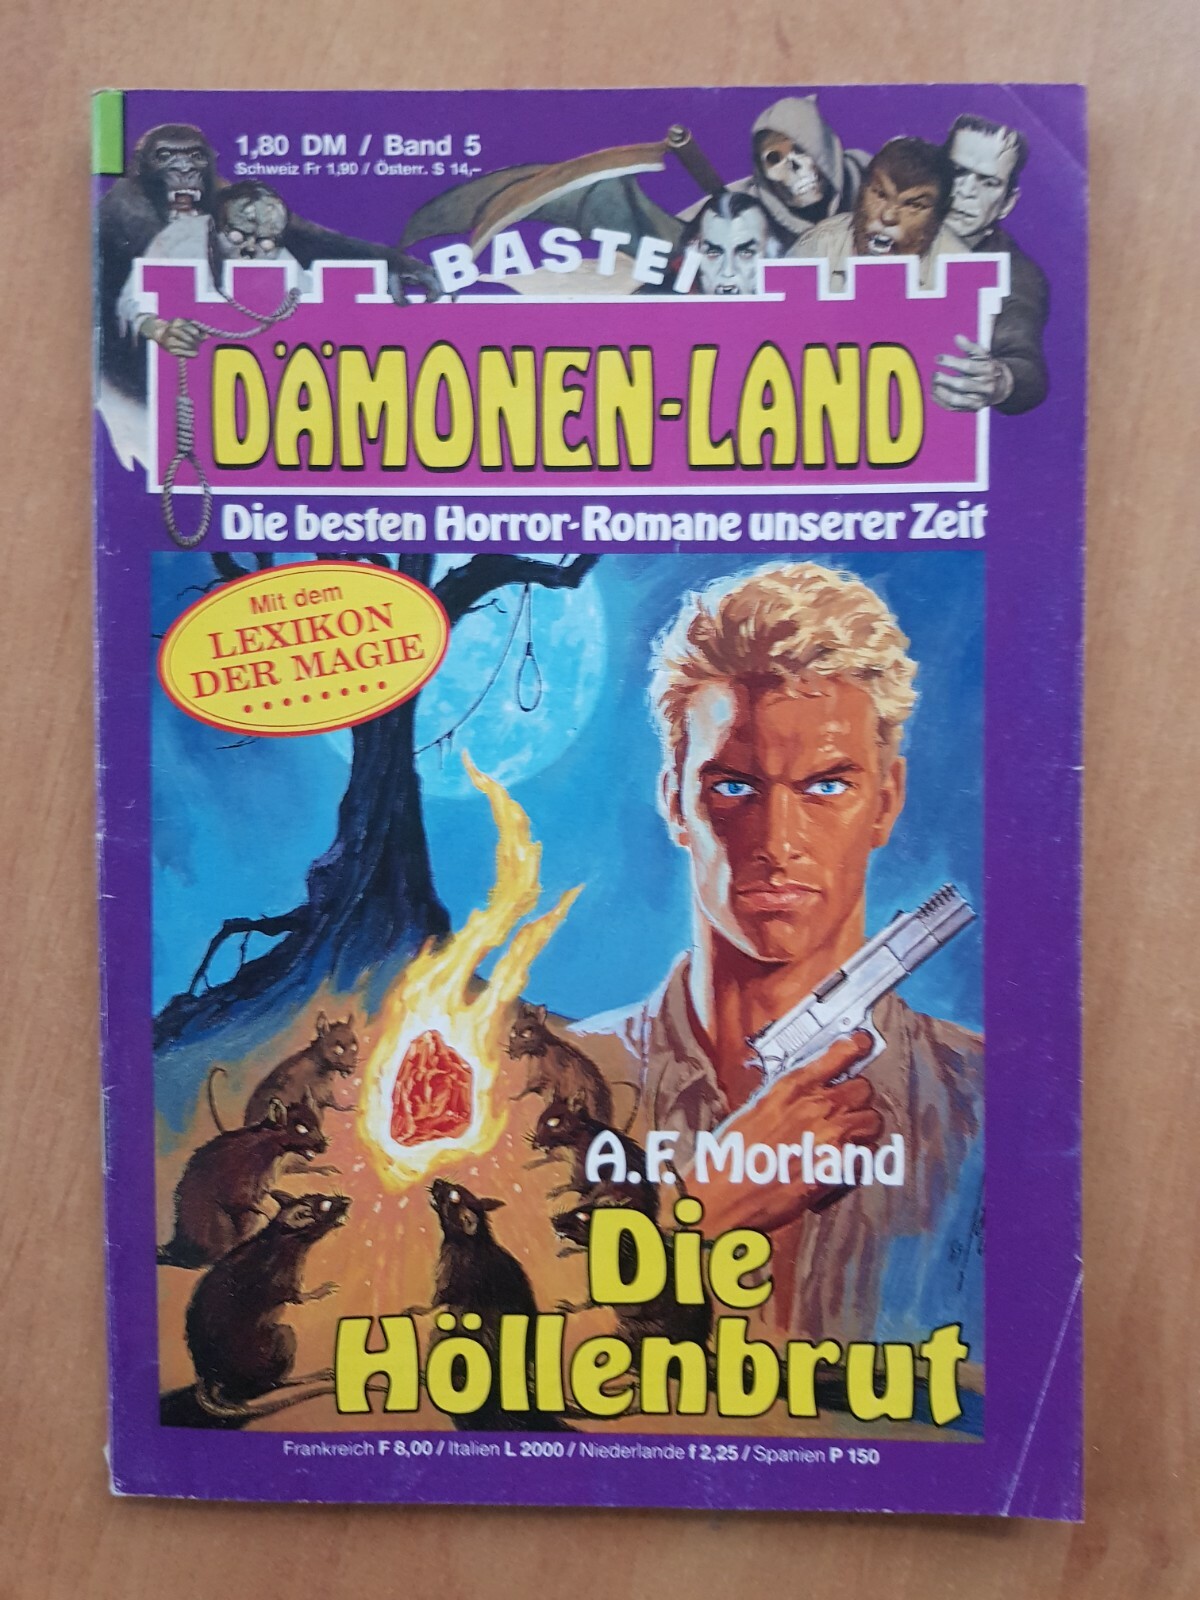 1,80 DM / Band 5
Schweiz Fr 1,90 / Österr. S 14,-
BASTEI
DÄMONEN-LAND
Die besten Horror-Romane unserer Zeit
Mit dem
LEXIKON
DER MAGIE
A.F. Morland
Die
Höllenbrut
Frankreich F 8,00 / Italien L 2000 / Niederlande f 2,25 / Spanien P 150